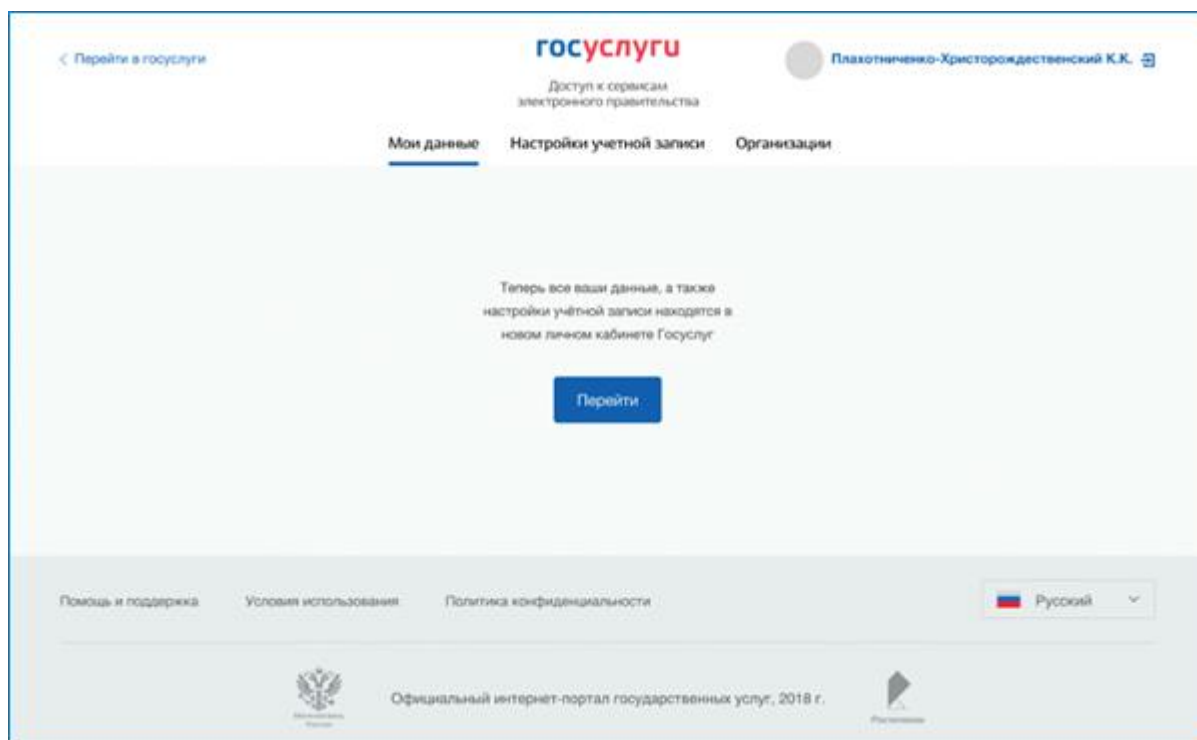 Перейти в госуслуги
госуслуги
Плахотниченко-Христорождественский К.К.
Доступ к сервисам
электронного правительства
Мои данные
Настройки учетной записи
Организации
Теперь все ваши данные, а также
настройки учётной записи находятся в
новом личном кабинете Госуслуг
Перейти
Помощь и поддержка
Условия использования
Политика конфиденциальности
Русский
Официальный интернет-портал государственных услуг, 2018 г.